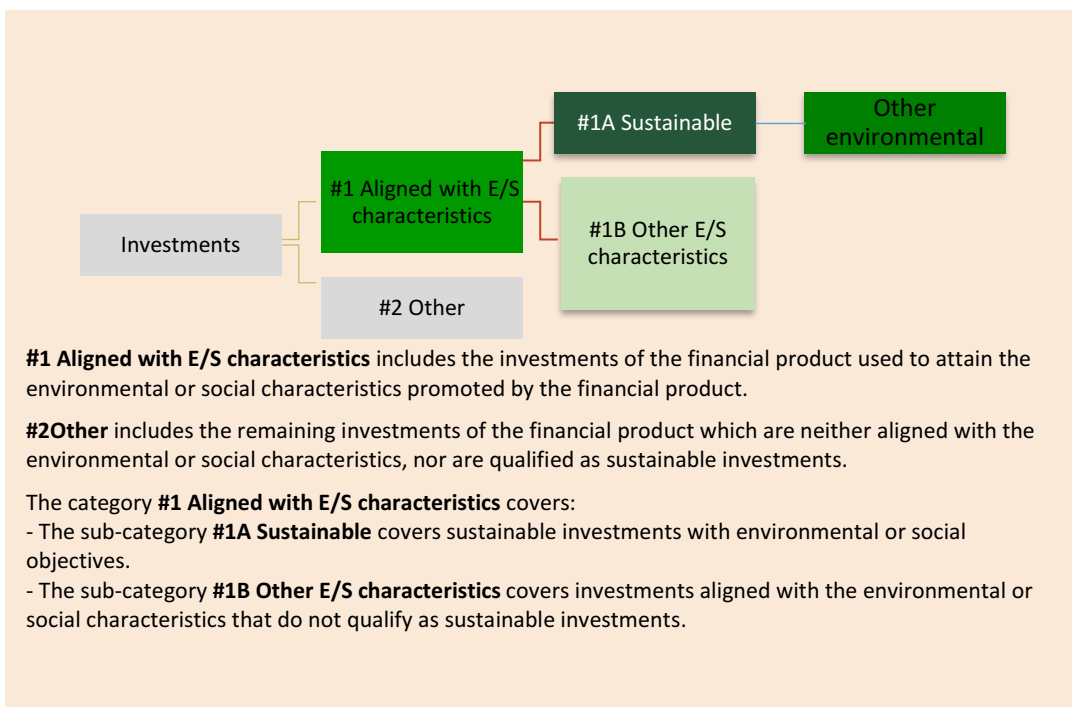 #1A Sustainable
Other
environmental
#1 Aligned with E/S
characteristics
#1B Other E/S
characteristics
Investments
#2 Other
#1 Aligned with E/S characteristics includes the investments of the financial product used to attain the
environmental or social characteristics promoted by the financial product.
#2Other includes the remaining investments of the financial product which are neither aligned with the
environmental or social characteristics, nor are qualified as sustainable investments.
The category #1 Aligned with E/S characteristics covers:
- The sub-category #1A Sustainable covers sustainable investments with environmental or social
objectives.
- The sub-category #1B Other E/S characteristics covers investments aligned with the environmental or
social characteristics that do not qualify as sustainable investments.